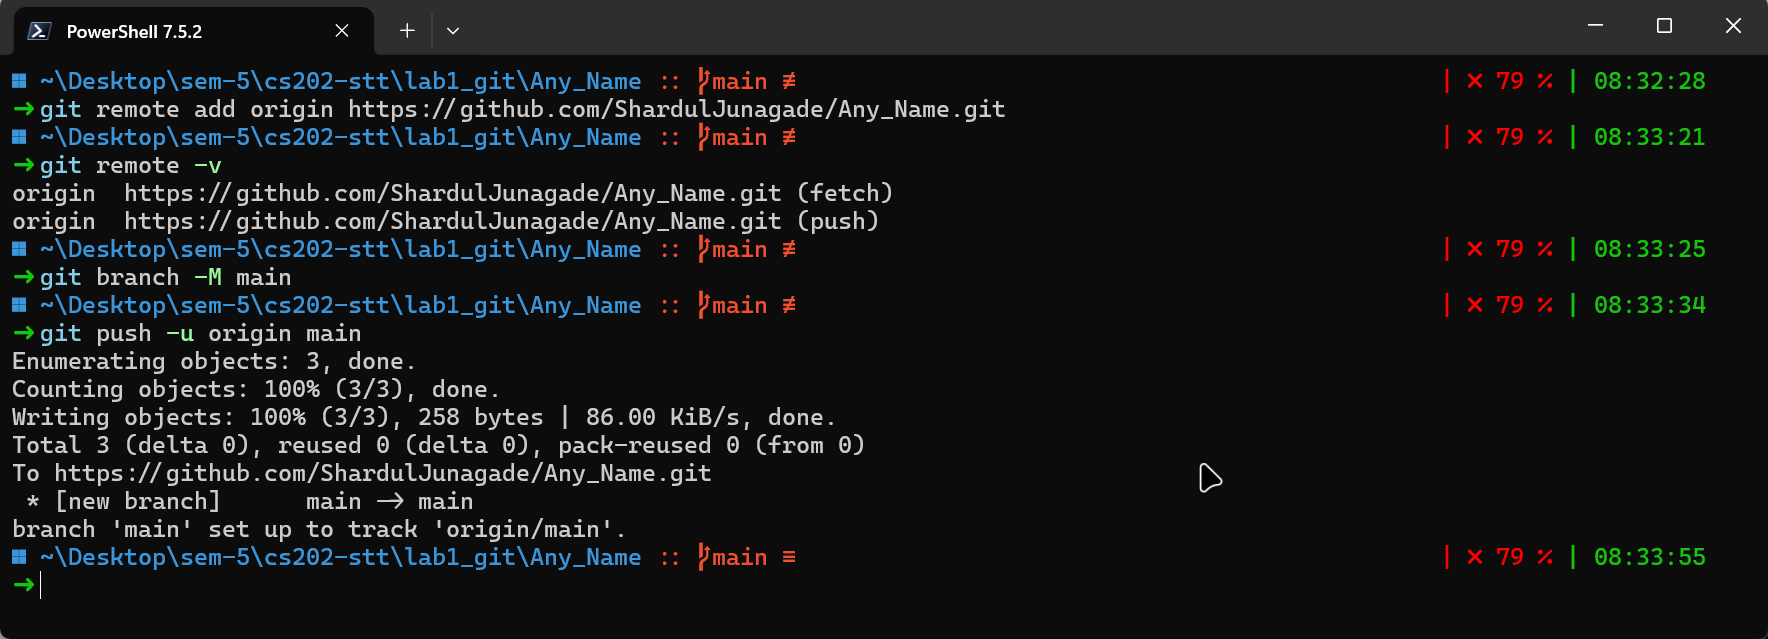 PowerShell 7.5.2
~\Desktop\sem-5\cs202-stt\lab1_git\Any_Name :: main ≢ | × 79 % | 08:32:28
→git remote add origin https://github.com/ShardulJunagade/Any_Name.git
~\Desktop\sem-5\cs202-stt\lab1_git\Any_Name :: main ≢ | × 79 % | 08:33:21
→git remote -v
origin  https://github.com/ShardulJunagade/Any_Name.git (fetch)
origin  https://github.com/ShardulJunagade/Any_Name.git (push)
~\Desktop\sem-5\cs202-stt\lab1_git\Any_Name :: main ≢ | × 79 % | 08:33:25
→git branch -M main
~\Desktop\sem-5\cs202-stt\lab1_git\Any_Name :: main ≢ | × 79 % | 08:33:34
→git push -u origin main
Enumerating objects: 3, done.
Counting objects: 100% (3/3), done.
Writing objects: 100% (3/3), 258 bytes | 86.00 KiB/s, done.
Total 3 (delta 0), reused 0 (delta 0), pack-reused 0 (from 0)
To https://github.com/ShardulJunagade/Any_Name.git
 * [new branch]      main -> main
branch 'main' set up to track 'origin/main'.
~\Desktop\sem-5\cs202-stt\lab1_git\Any_Name :: main ≡ | × 79 % | 08:33:55
→